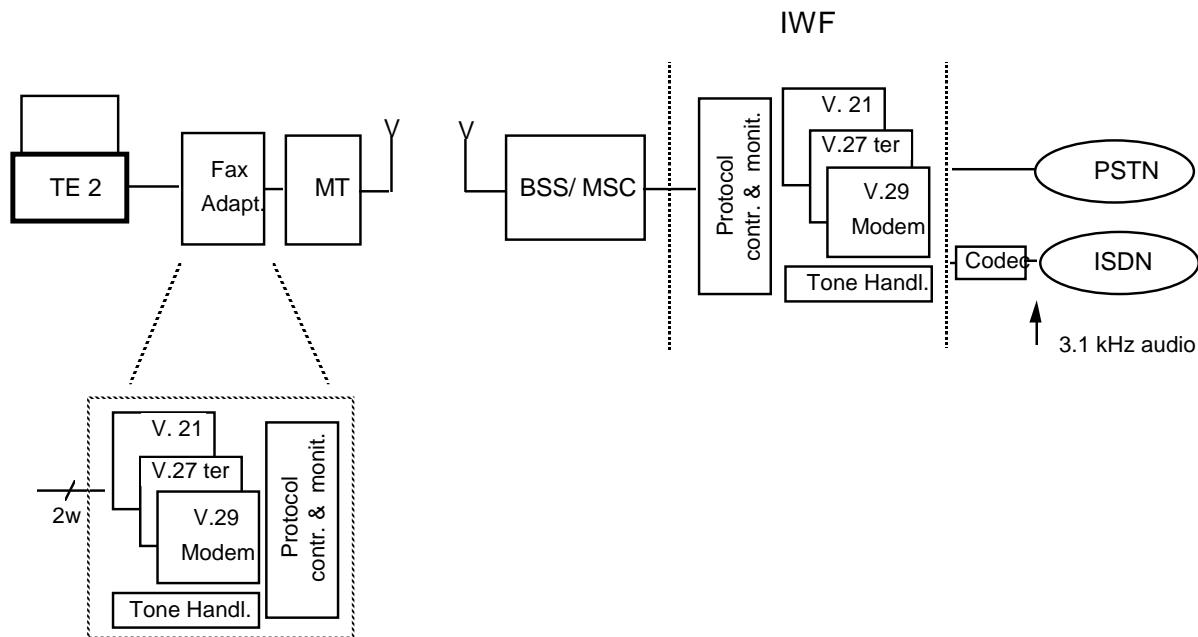 IWF
TE 2
Fax
Adapt.
MT
BSS/ MSC
Protocol
contr. & monit.
V. 21
V.27 ter
V.29
Modem
Tone Handl.
PSTN
Codec
ISDN
3.1 kHz audio
2w
V. 21
V.27 ter
V.29
Modem
Tone Handl.
Protocol
contr. & monit.